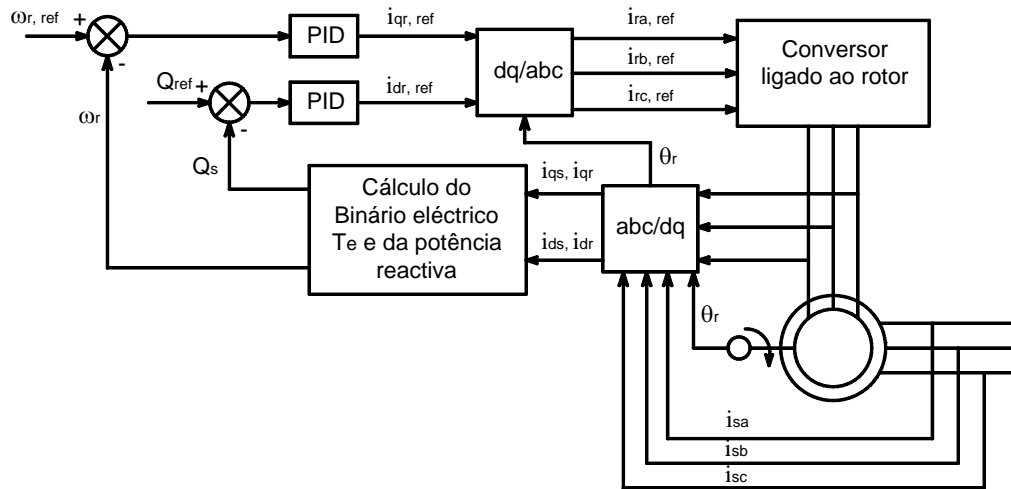 ωr, ref
+
-
PID
iqr, ref
Qref
+
-
PID
idr, ref
dq/abc
ira, ref
irb, ref
irc, ref
Conversor
ligado ao rotor
ωr
Qs
Cálculo do
Binário eléctrico
Te e da potência
reactiva
iqs, iqr
ids, idr
θr
abc/dq
θr
isa
isb
isc